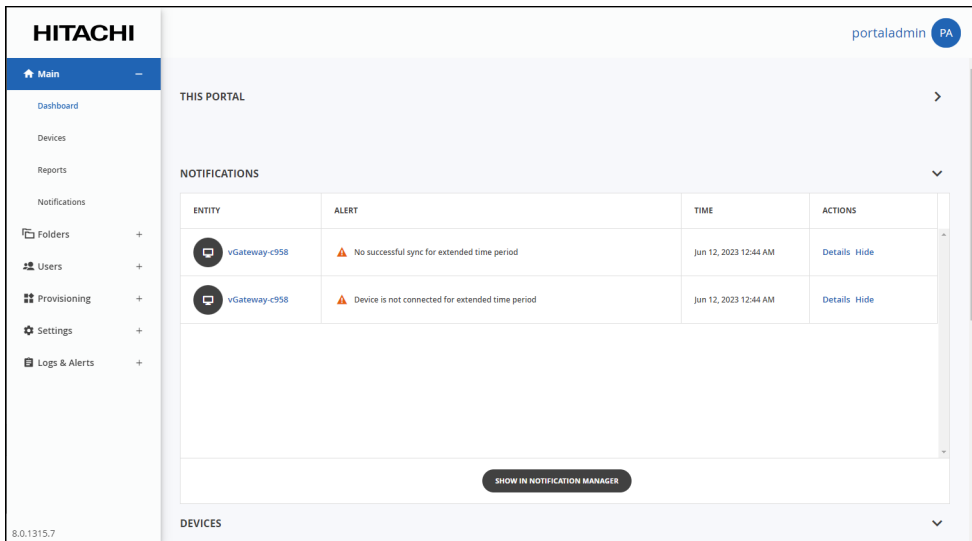 HITACHI
portaladmin PA
Main
Dashboard
Devices
Reports
Notifications
Folders
Users
Provisioning
Settings
Logs & Alerts
8.0.1315.7
THIS PORTAL
NOTIFICATIONS
ENTITY ALERT TIME ACTIONS
vGateway-c958 No successful sync for extended time period Jun 12, 2023 12:44 AM Details Hide
vGateway-c958 Device is not connected for extended time period Jun 12, 2023 12:44 AM Details Hide
SHOW IN NOTIFICATION MANAGER
DEVICES